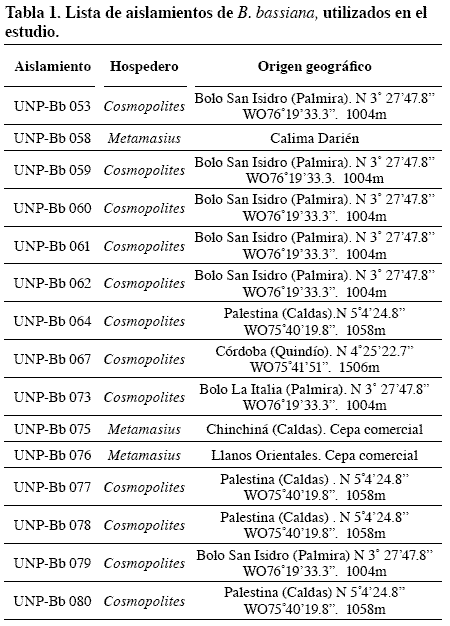 Tabla 1. Lista de aislamientos de B. bassiana, utilizados en el
estudio.
Aislamiento Hospedero Origen geográfico
UNP-Bb 053 Cosmopolites Bolo San Isidro (Palmira). N 3˚ 27’47.8”
WO76˚19’33.3”. 1004m
UNP-Bb 058 Metamasius Calima Darién
UNP-Bb 059 Cosmopolites Bolo San Isidro (Palmira). N 3˚ 27’47.8”
WO76˚19’33.3. 1004m
UNP-Bb 060 Cosmopolites Bolo San Isidro (Palmira). N 3˚ 27’47.8”
WO76˚19’33.3”. 1004m
UNP-Bb 061 Cosmopolites Bolo San Isidro (Palmira). N 3˚ 27’47.8”
WO76˚19’33.3”. 1004m
UNP-Bb 062 Cosmopolites Bolo San Isidro (Palmira). N 3˚ 27’47.8”
WO76˚19’33.3”. 1004m
UNP-Bb 064 Cosmopolites Palestina (Caldas).N 5˚4’24.8”
WO75˚40’19.8”. 1058m
UNP-Bb 067 Cosmopolites Córdoba (Quindío). N 4˚25’22.7”
WO75˚41’51”. 1506m
UNP-Bb 073 Cosmopolites Bolo La Italia (Palmira). N 3˚ 27’47.8”
WO76˚19’33.3”. 1004m
UNP-Bb 075 Metamasius Chinchiná (Caldas). Cepa comercial
UNP-Bb 076 Metamasius Llanos Orientales. Cepa comercial
UNP-Bb 077 Cosmopolites Palestina (Caldas) . N 5˚4’24.8”
WO75˚40’19.8”. 1058m
UNP-Bb 078 Cosmopolites Palestina (Caldas) . N 5˚4’24.8”
WO75˚40’19.8”. 1058m
UNP-Bb 079 Cosmopolites Bolo San Isidro (Palmira) N 3˚ 27’47.8”
WO76˚19’33.3”. 1004m
UNP-Bb 080 Cosmopolites Palestina (Caldas) N 5˚4’24.8”
WO75˚40’19.8”. 1058m